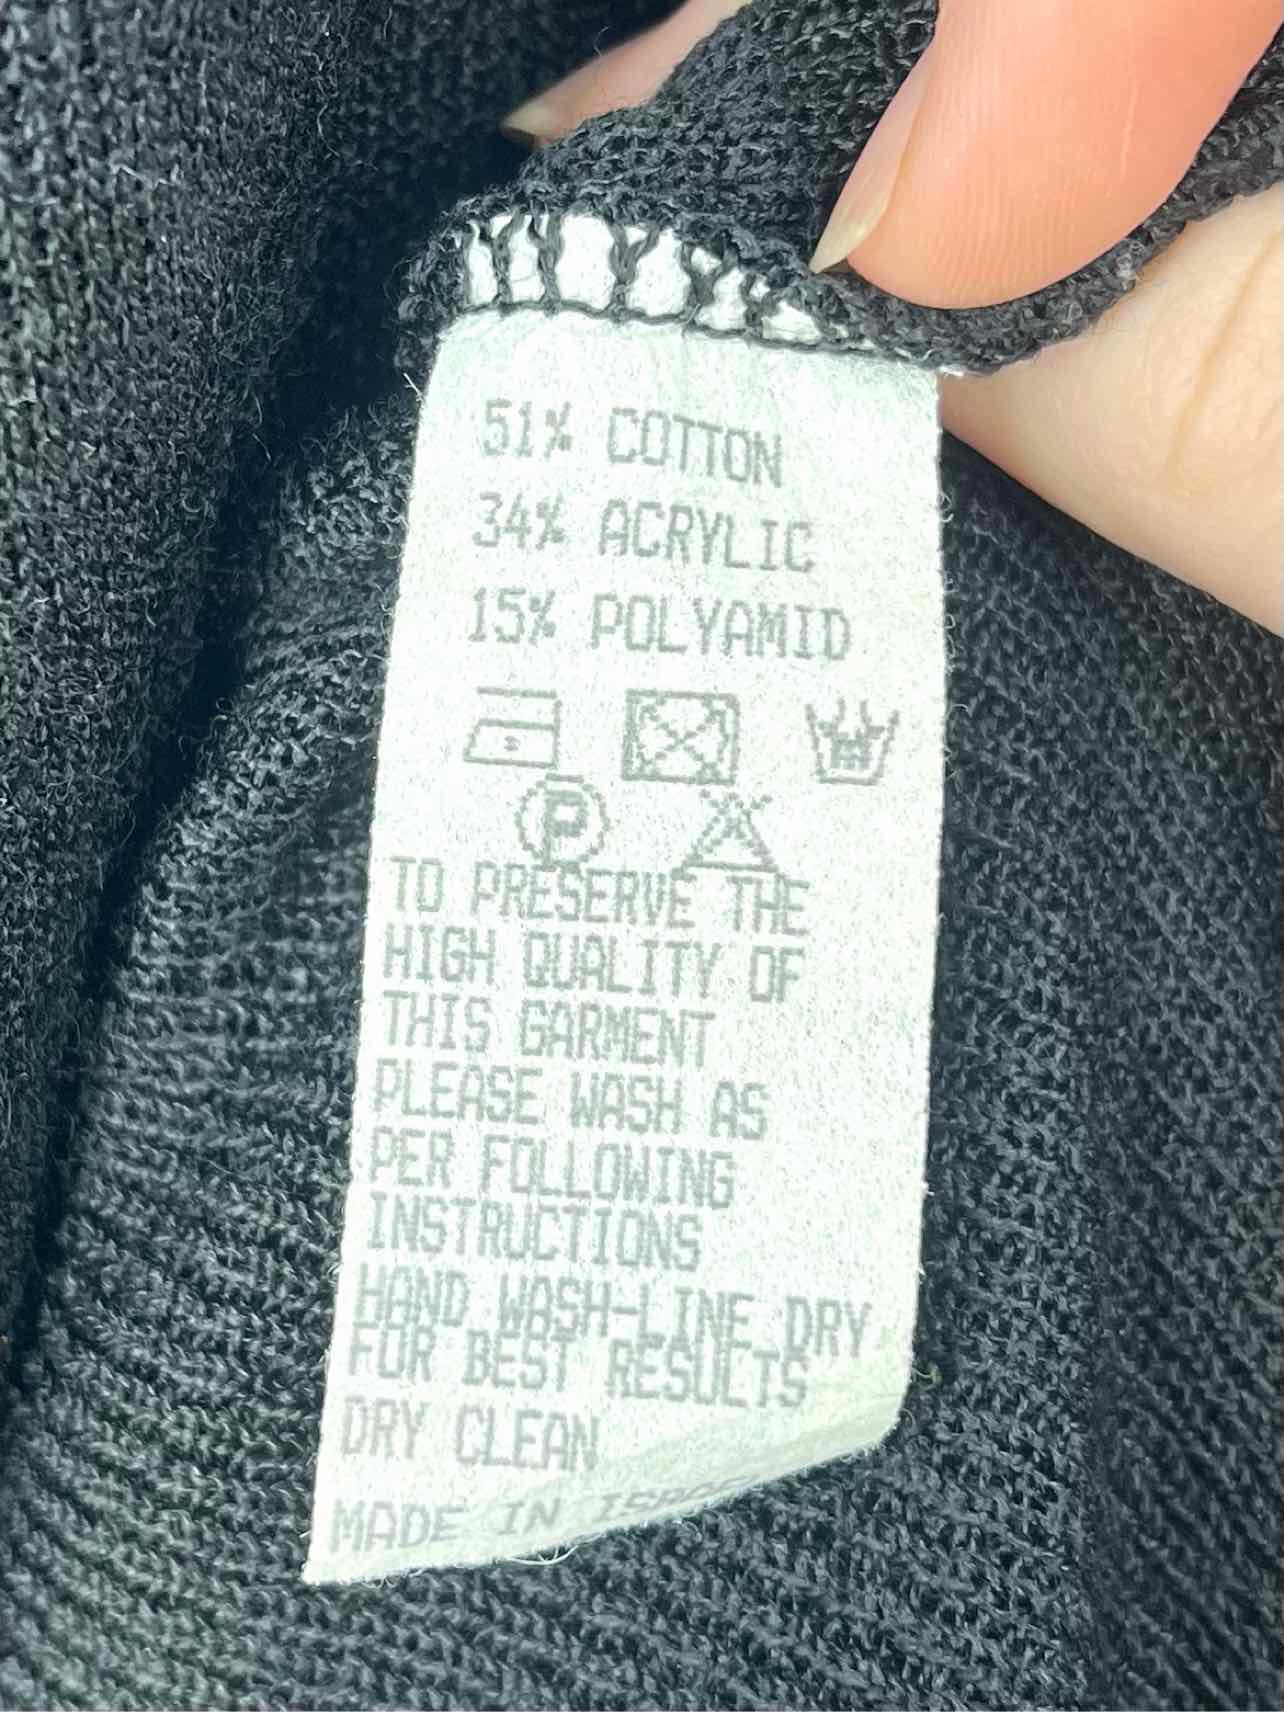 51% COTTON
34% ACRYLIC
15% POLYAMID
P
TO PRESERVE THE
HIGH QUALITY OF
THIS GARMENT
PLEASE WASH AS
PER FOLLOWING
INSTRUCTIONS
HAND WASH-LINE DRY
FOR BEST RESULTS
DRY CLEAN
MADE IN